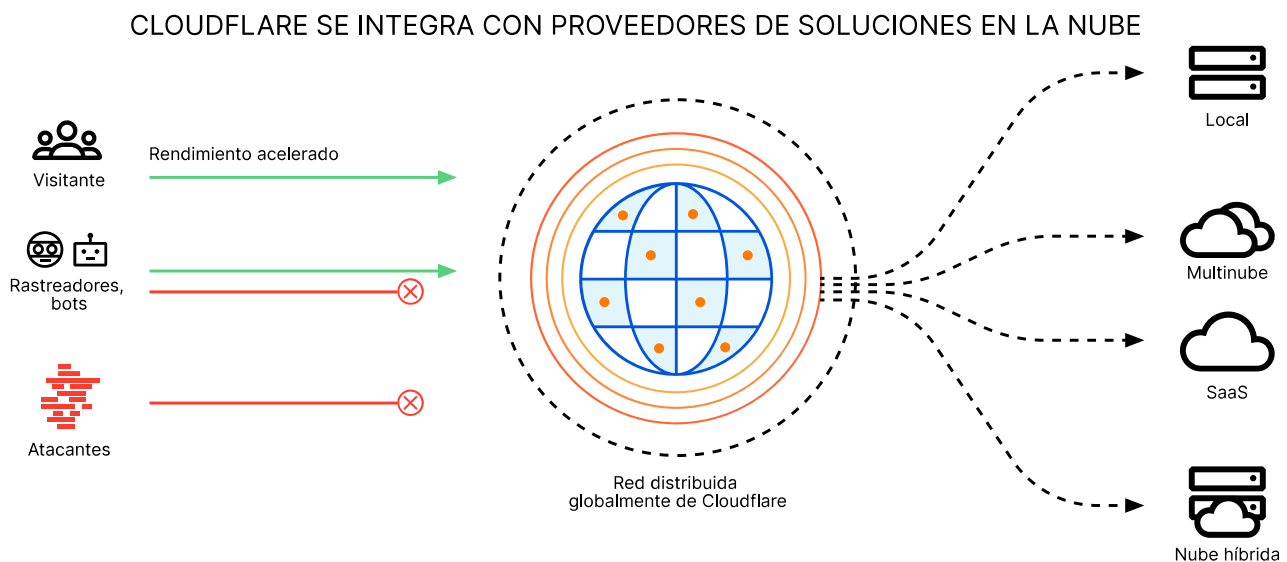 CLOUDFLARE SE INTEGRA CON PROVEEDORES DE SOLUCIONES EN LA NUBE
Visitante
Rendimiento acelerado
Rastreadores,
bots
Atacantes
Red distribuida
globalmente de Cloudflare
Local
Multinube
SaaS
Nube híbrida